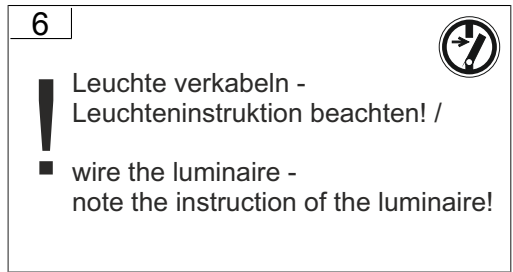 6
!
Leuchte verkabeln -
Leuchteninstruktion beachten! /
wire the luminaire -
note the instruction of the luminaire!